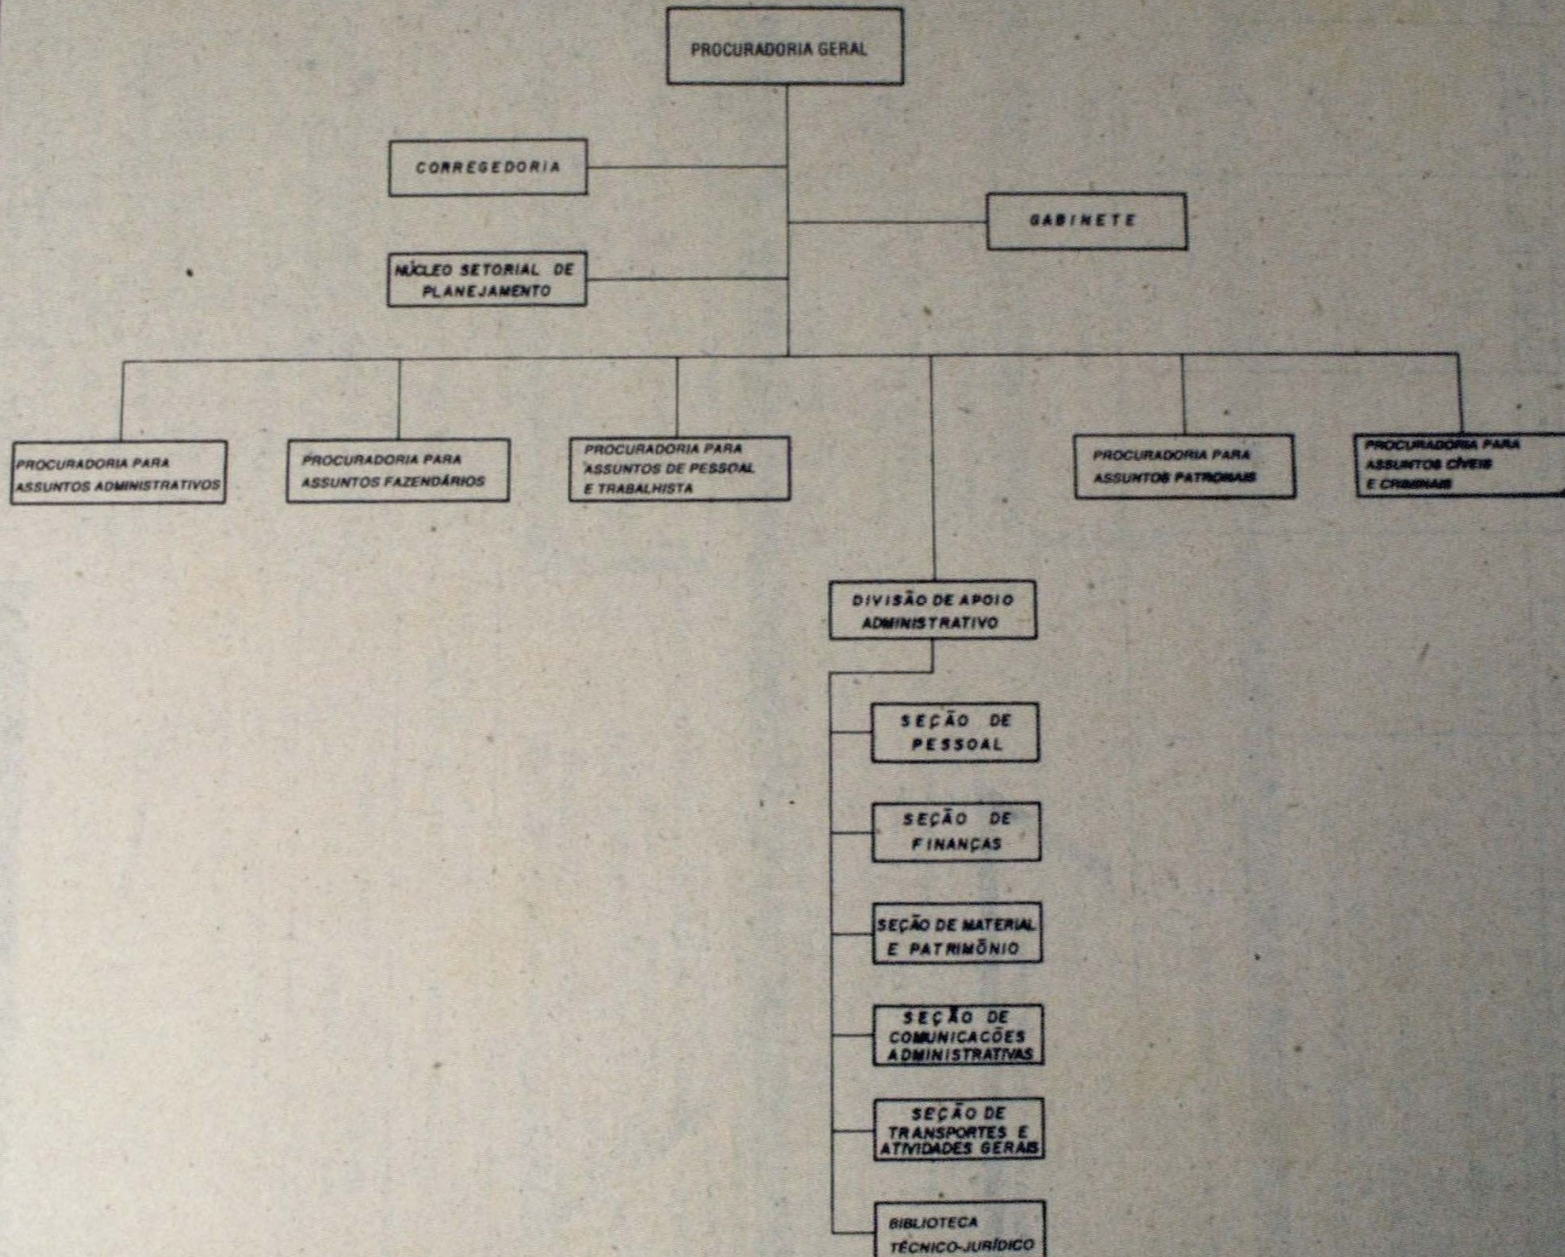 PROCURADORIA GERAL
CORREGEDORIA
GABINETE
NÚCLEO SETORIAL DE
PLANEJAMENTO
PROCURADORIA PARA
ASSUNTOS ADMINISTRATIVOS
PROCURADORIA PARA
ASSUNTOS FAZENDÁRIOS
PROCURADORIA PARA
ASSUNTOS DE PESSOAL
E TRABALHISTA
PROCURADORIA PARA
ASSUNTOS PATRONAIS
PROCURADORIA PARA
ASSUNTOS CÍVEIS
E CRIMINAIS
DIVISÃO DE APOIO
ADMINISTRATIVO
SEÇÃO DE
PESSOAL
SEÇÃO DE
FINANÇAS
SEÇÃO DE MATERIAL
E PATRIMÔNIO
SEÇÃO DE
COMUNICACÕES
ADMINISTRATIVAS
SEÇÃO DE
TRANSPORTES E
ATIVIDADES GERAIS
BIBLIOTECA
TÉCNICO-JURÍDICO